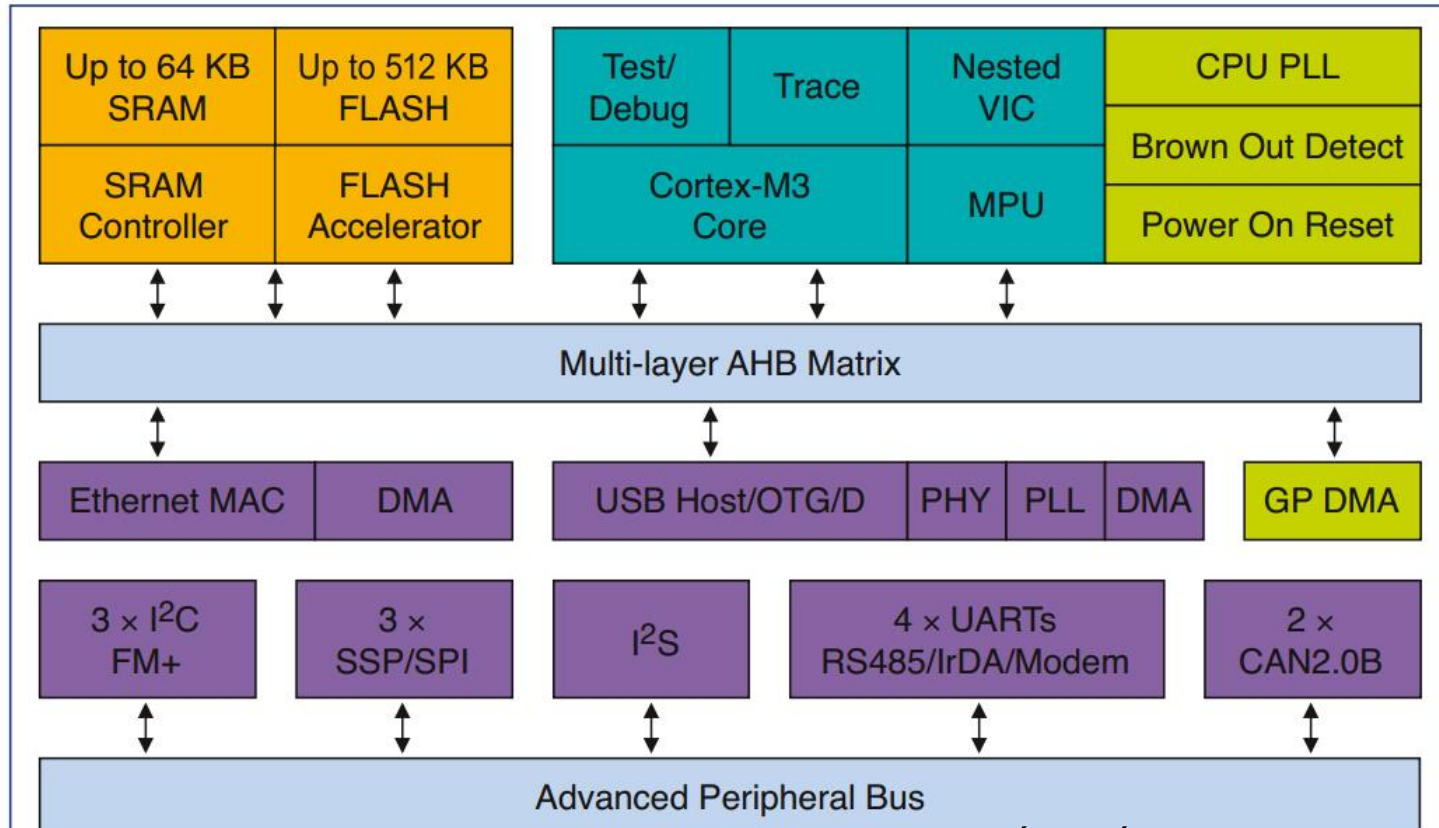 Up to 64 KB
SRAM
Up to 512 KB
FLASH
Test/
Debug
Trace
Nested
VIC
CPU PLL
Brown Out Detect
Power On Reset
SRAM
Controller
FLASH
Accelerator
Cortex-M3
Core
MPU
Multi-layer AHB Matrix
Ethernet MAC
DMA
USB Host/OTG/D
PHY
PLL
DMA
GP DMA
3 × I²C
FM+
3 ×
SSP/SPI
I²S
4 × UARTs
RS485/IrDA/Modem
2 ×
CAN2.0B
Advanced Peripheral Bus